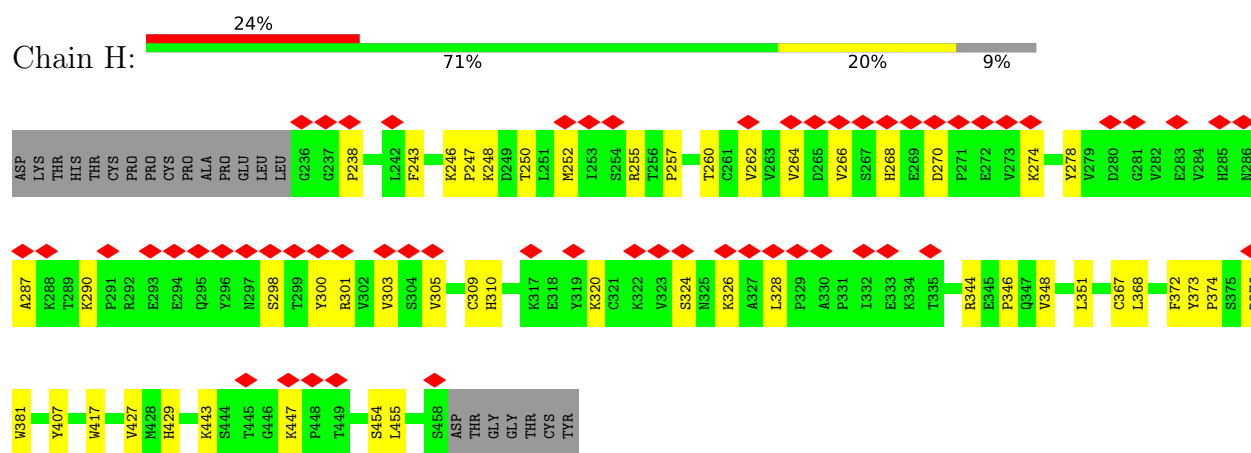 24%
Chain H:
71% 20% 9%
ASP LYS THR HIS THR CYS PRO PRO CYS PRO ALA PRO GLU LEU LEU G236 G237 P238 L242 F243 K246 P247 K248 D249 T250 L251 M252 I253 S254 R255 T256 P257 T260 C261 V262 V263 V264 D265 V266 S267 H268 E269 D270 P271 E272 V273 K274 Y278 V279 D280 G281 V282 E283 V284 H285 N286
A287 K288 T289 K290 P291 R292 E293 E294 Q295 Y296 N297 S298 T299 Y300 R301 V302 V303 S304 V305 C309 H310 K317 E318 Y319 K320 C321 K322 V323 S324 N325 K326 A327 L328 P329 A330 P331 I332 E333 K334 T335 R344 E345 P346 Q347 V348 L351 C367 L368 F372 Y373 P374 S375
W381 Y407 W417 V427 M428 H429 K443 S444 T445 G446 K447 P448 T449 S454 L455 S458 ASP THR GLY GLY THR CYS TYR